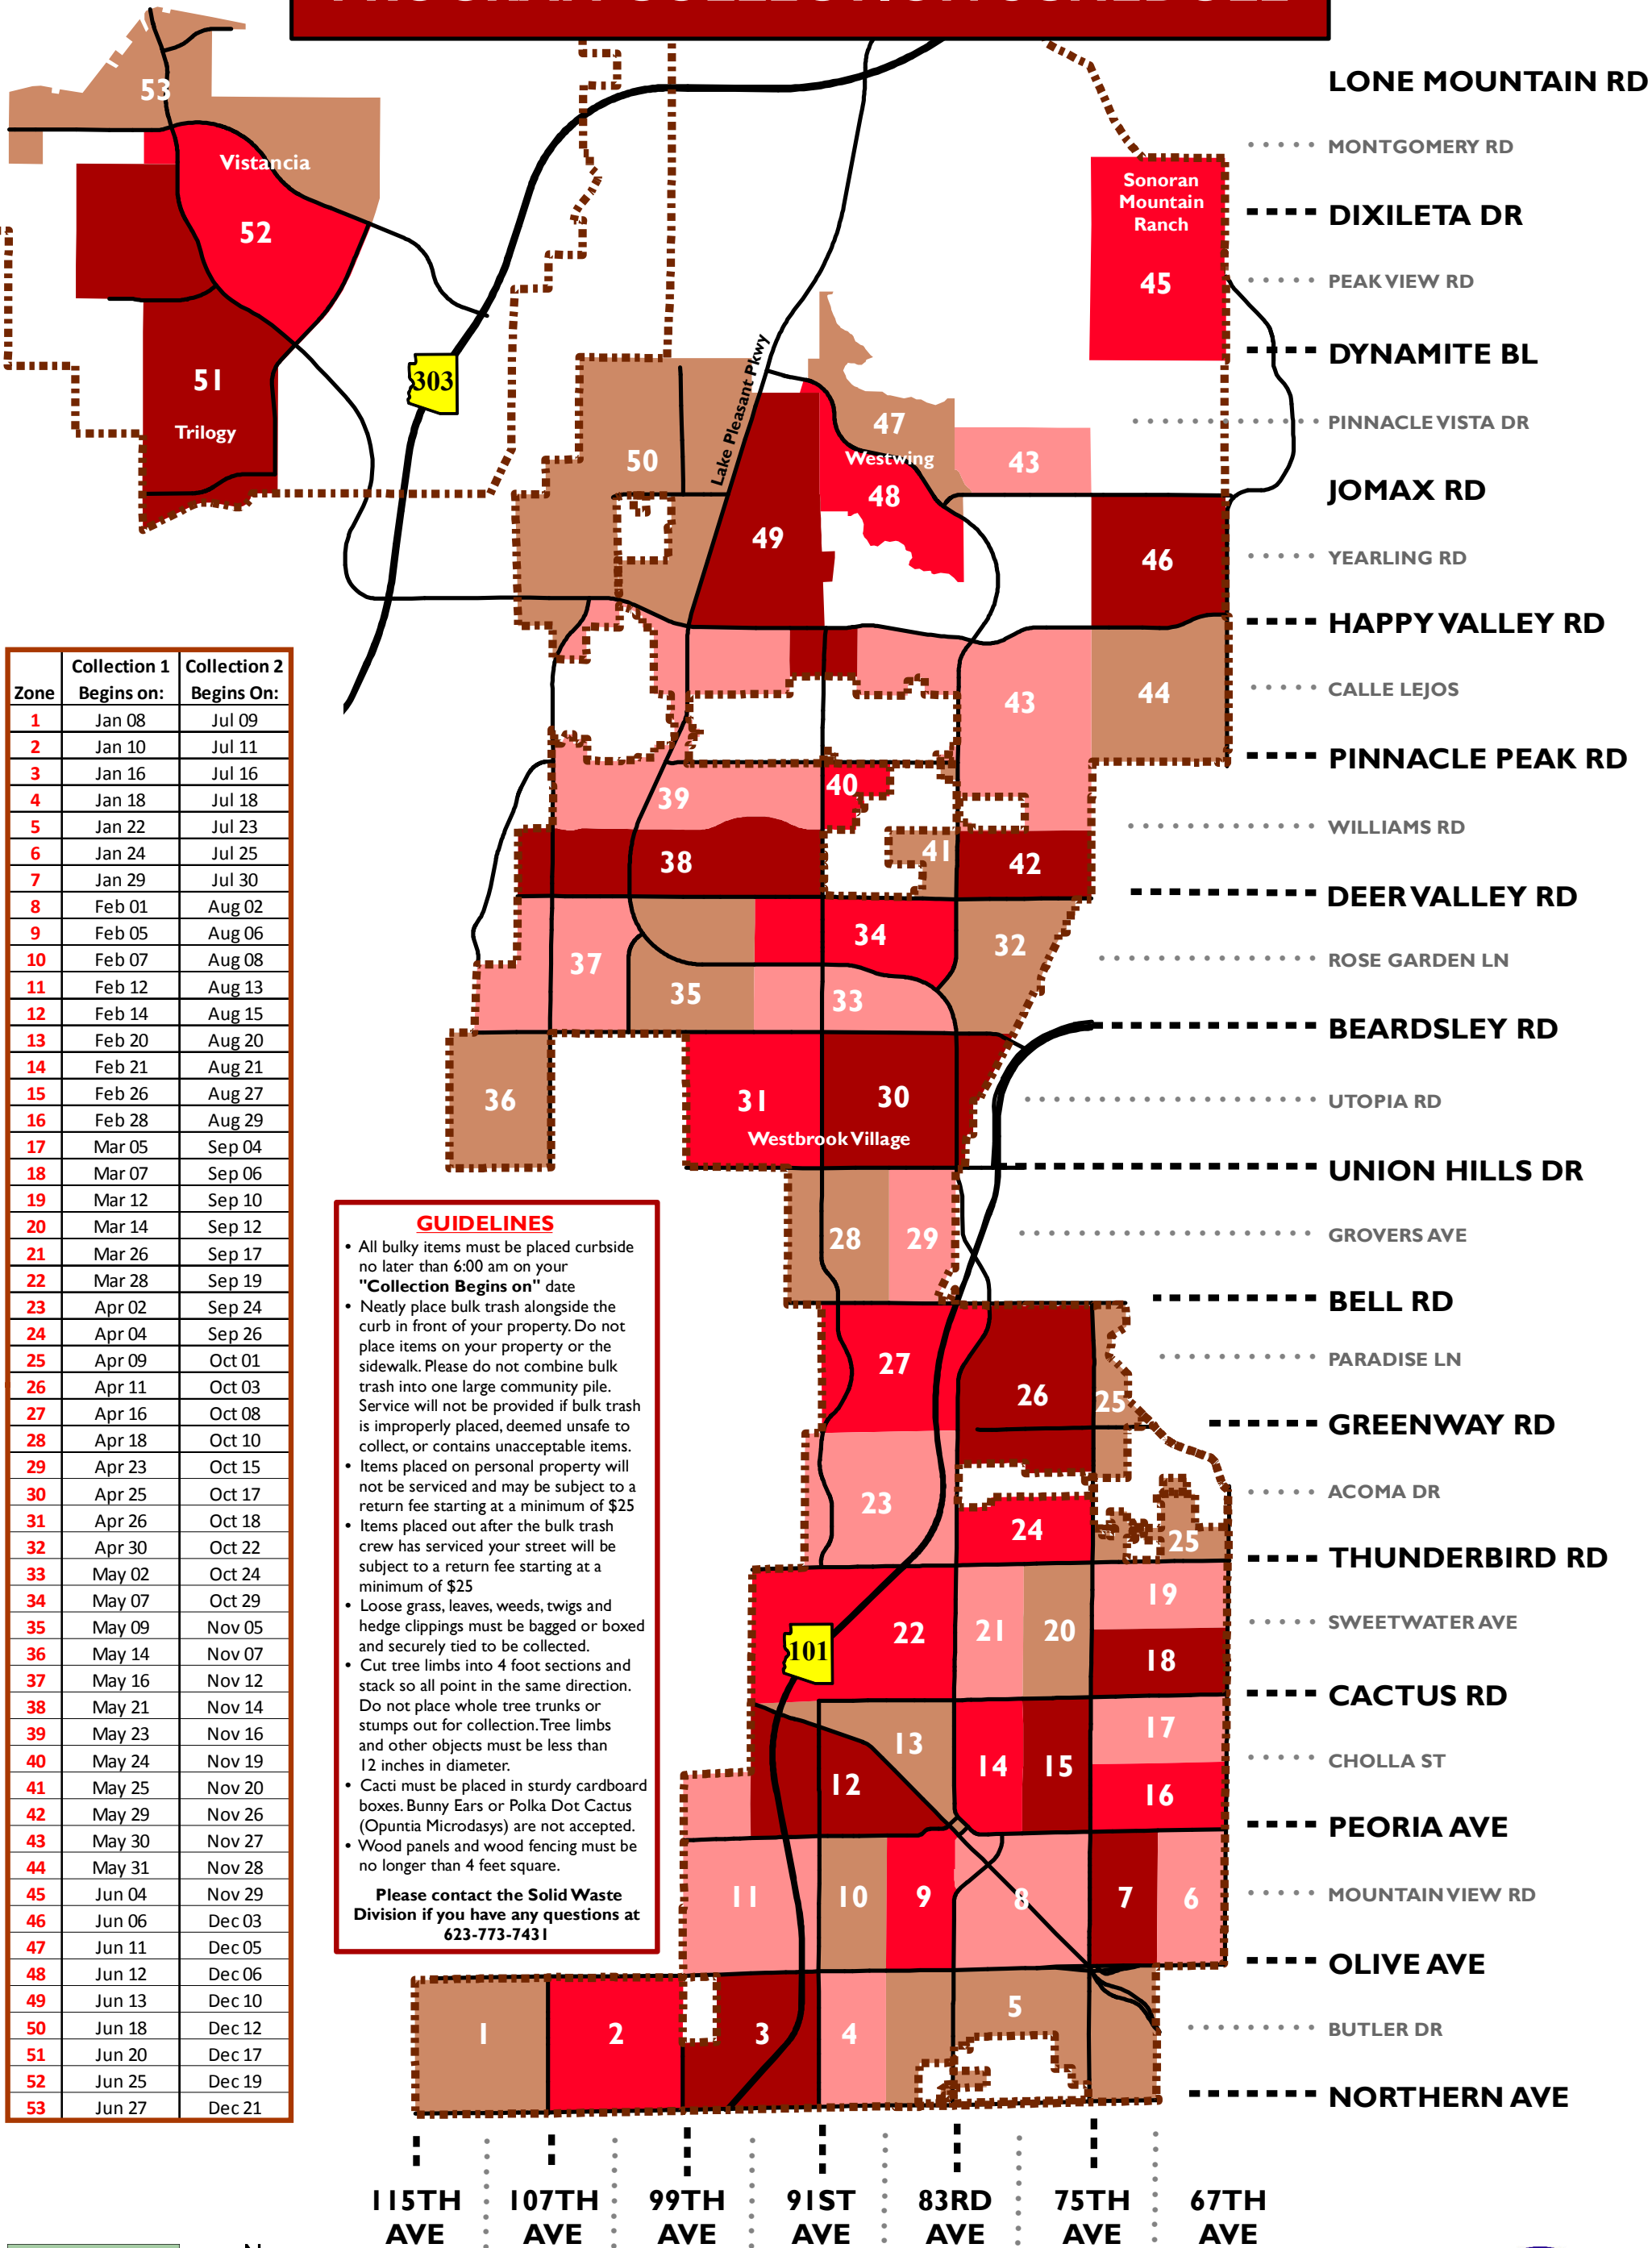 PROGRAM COLLECTION SCHEDULE
53
Vistancia
52
51
Trilogy
303
Lake Pleasant Pkwy
Sonoran
Mountain
Ranch
45
50
47
Westwing
48
43
49
46
43
44
39
40
38
41
42
37
34
32
35
33
36
31
30
Westbrook Village
28
29
27
26
25
23
24
25
22
21
20
19
18
101
13
12
14
15
17
16
11
10
9
8
7
6
1
2
3
4
5
LONE MOUNTAIN RD
MONTGOMERY RD
DIXILETA DR
PEAK VIEW RD
DYNAMITE BL
PINNACLE VISTA DR
JOMAX RD
YEARLING RD
HAPPY VALLEY RD
CALLE LEJOS
PINNACLE PEAK RD
WILLIAMS RD
DEER VALLEY RD
ROSE GARDEN LN
BEARDSLEY RD
UTOPIA RD
UNION HILLS DR
GROVERS AVE
BELL RD
PARADISE LN
GREENWAY RD
ACOMA DR
THUNDERBIRD RD
SWEETWATER AVE
CACTUS RD
CHOLLA ST
PEORIA AVE
MOUNTAIN VIEW RD
OLIVE AVE
BUTLER DR
NORTHERN AVE
Collection 1 Collection 2
Zone Begins on: Begins On:
1 Jan 08 Jul 09
2 Jan 10 Jul 11
3 Jan 16 Jul 16
4 Jan 18 Jul 18
5 Jan 22 Jul 23
6 Jan 24 Jul 25
7 Jan 29 Jul 30
8 Feb 01 Aug 02
9 Feb 05 Aug 06
10 Feb 07 Aug 08
11 Feb 12 Aug 13
12 Feb 14 Aug 15
13 Feb 20 Aug 20
14 Feb 21 Aug 21
15 Feb 26 Aug 27
16 Feb 28 Aug 29
17 Mar 05 Sep 04
18 Mar 07 Sep 06
19 Mar 12 Sep 10
20 Mar 14 Sep 12
21 Mar 26 Sep 17
22 Mar 28 Sep 19
23 Apr 02 Sep 24
24 Apr 04 Sep 26
25 Apr 09 Oct 01
26 Apr 11 Oct 03
27 Apr 16 Oct 08
28 Apr 18 Oct 10
29 Apr 23 Oct 15
30 Apr 25 Oct 17
31 Apr 26 Oct 18
32 Apr 30 Oct 22
33 May 02 Oct 24
34 May 07 Oct 29
35 May 09 Nov 05
36 May 14 Nov 07
37 May 16 Nov 12
38 May 21 Nov 14
39 May 23 Nov 16
40 May 24 Nov 19
41 May 25 Nov 20
42 May 29 Nov 26
43 May 30 Nov 27
44 May 31 Nov 28
45 Jun 04 Nov 29
46 Jun 06 Dec 03
47 Jun 11 Dec 05
48 Jun 12 Dec 06
49 Jun 13 Dec 10
50 Jun 18 Dec 12
51 Jun 20 Dec 17
52 Jun 25 Dec 19
53 Jun 27 Dec 21
GUIDELINES
• All bulky items must be placed curbside
no later than 6:00 am on your
"Collection Begins on" date
• Neatly place bulk trash alongside the
curb in front of your property. Do not
place items on your property or the
sidewalk. Please do not combine bulk
trash into one large community pile.
Service will not be provided if bulk trash
is improperly placed, deemed unsafe to
collect, or contains unacceptable items.
• Items placed on personal property will
not be serviced and may be subject to a
return fee starting at a minimum of $25
• Items placed out after the bulk trash
crew has serviced your street will be
subject to a return fee starting at a
minimum of $25
• Loose grass, leaves, weeds, twigs and
hedge clippings must be bagged or boxed
and securely tied to be collected.
• Cut tree limbs into 4 foot sections and
stack so all point in the same direction.
Do not place whole tree trunks or
stumps out for collection. Tree limbs
and other objects must be less than
12 inches in diameter.
• Cacti must be placed in sturdy cardboard
boxes. Bunny Ears or Polka Dot Cactus
(Opuntia Microdasys) are not accepted.
• Wood panels and wood fencing must be
no longer than 4 feet square.
Please contact the Solid Waste
Division if you have any questions at
623-773-7431
115TH 107TH 99TH 91ST 83RD 75TH 67TH
AVE AVE AVE AVE AVE AVE AVE
N